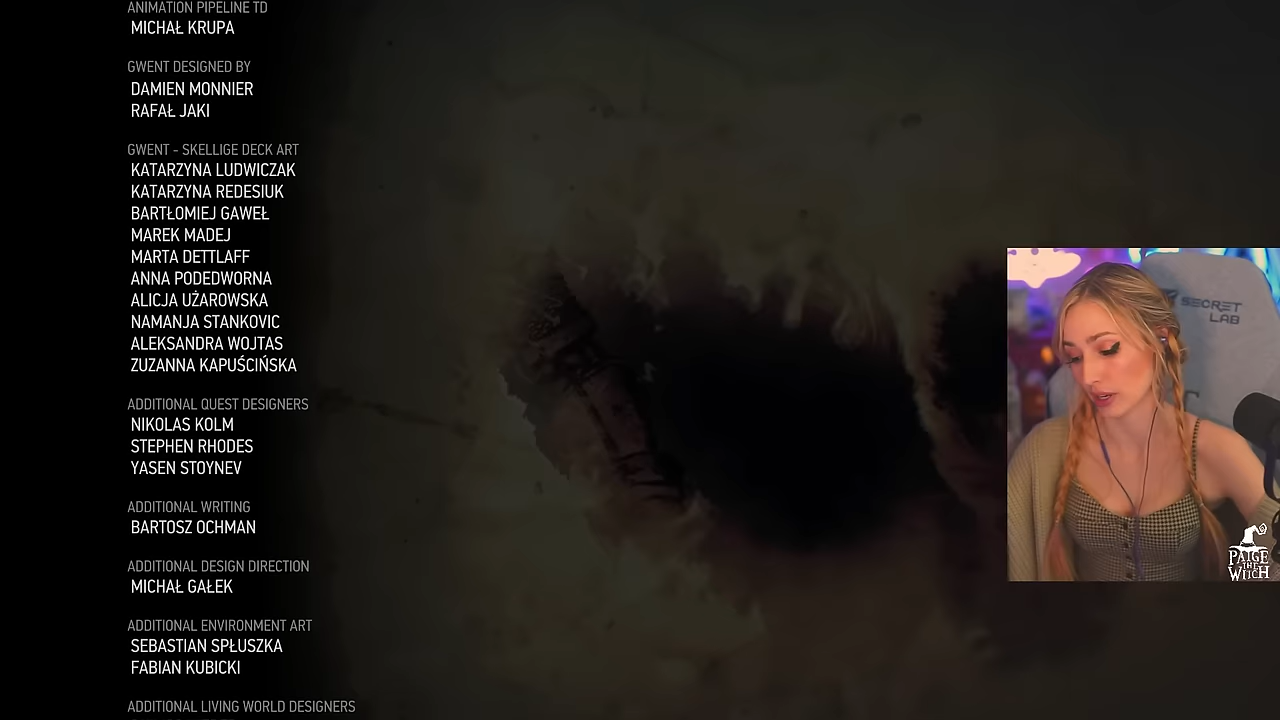 ANIMATION PIPELINE TD
MICHAŁ KRUPA
GWENT DESIGNED BY
DAMIEN MONNIER
RAFAŁ JAKI
GWENT - SKELLIGE DECK ART
KATARZYNA LUDWICZAK
KATARZYNA REDESIUK
BARTŁOMIEJ GAWEŁ
MAREK MADEJ
MARTA DETTLAFF
ANNA PODEDWORNA
ALICJA UŻAROWSKA
NAMANJA STANKOVIC
ALEKSANDRA WOJTAS
ZUZANNA KAPUŚCIŃSKA
ADDITIONAL QUEST DESIGNERS
NIKOLAS KOLM
STEPHEN RHODES
YASEN STOYNEV
ADDITIONAL WRITING
BARTOSZ OCHMAN
ADDITIONAL DESIGN DIRECTION
MICHAŁ GAŁEK
ADDITIONAL ENVIRONMENT ART
SEBASTIAN SPŁUSZKA
FABIAN KUBICKI
ADDITIONAL LIVING WORLD DESIGNERS
SECRET
LAB
PAIGE
THE
WITCH